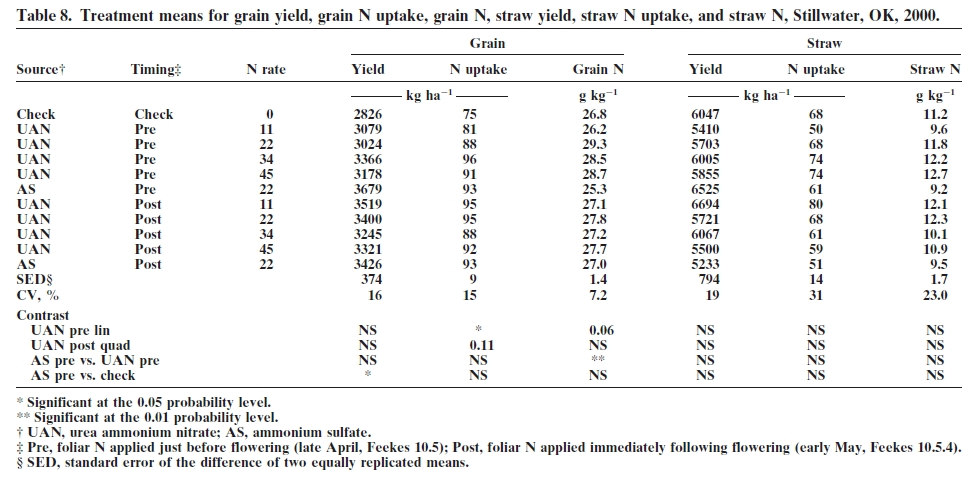 Table 8. Treatment means for grain yield, grain N uptake, grain N, straw yield, straw N uptake, and straw N, Stillwater, OK, 2000.
Grain Straw
Source† Timing‡ N rate Yield N uptake Grain N Yield N uptake Straw N
kg ha⁻¹ g kg⁻¹ kg ha⁻¹ g kg⁻¹
Check Check 0 2826 75 26.8 6047 68 11.2
UAN Pre 11 3079 81 26.2 5410 50 9.6
UAN Pre 22 3024 88 29.3 5703 68 11.8
UAN Pre 34 3366 96 28.5 6005 74 12.2
UAN Pre 45 3178 91 28.7 5855 74 12.7
AS Pre 22 3679 93 25.3 6525 61 9.2
UAN Post 11 3519 95 27.1 6694 80 12.1
UAN Post 22 3400 95 27.8 5721 68 12.3
UAN Post 34 3245 88 27.2 6067 61 10.1
UAN Post 45 3321 92 27.7 5500 59 10.9
AS Post 22 3426 93 27.0 5233 51 9.5
SED§ 374 9 1.4 794 14 1.7
CV, % 16 15 7.2 19 31 23.0
Contrast
UAN pre lin NS * 0.06 NS NS NS
UAN post quad NS 0.11 NS NS NS NS
AS pre vs. UAN pre NS NS ** NS NS NS
AS pre vs. check * NS NS NS NS NS
* Significant at the 0.05 probability level.
** Significant at the 0.01 probability level.
† UAN, urea ammonium nitrate; AS, ammonium sulfate.
‡ Pre, foliar N applied just before flowering (late April, Feekes 10.5); Post, foliar N applied immediately following flowering (early May, Feekes 10.5.4).
§ SED, standard error of the difference of two equally replicated means.